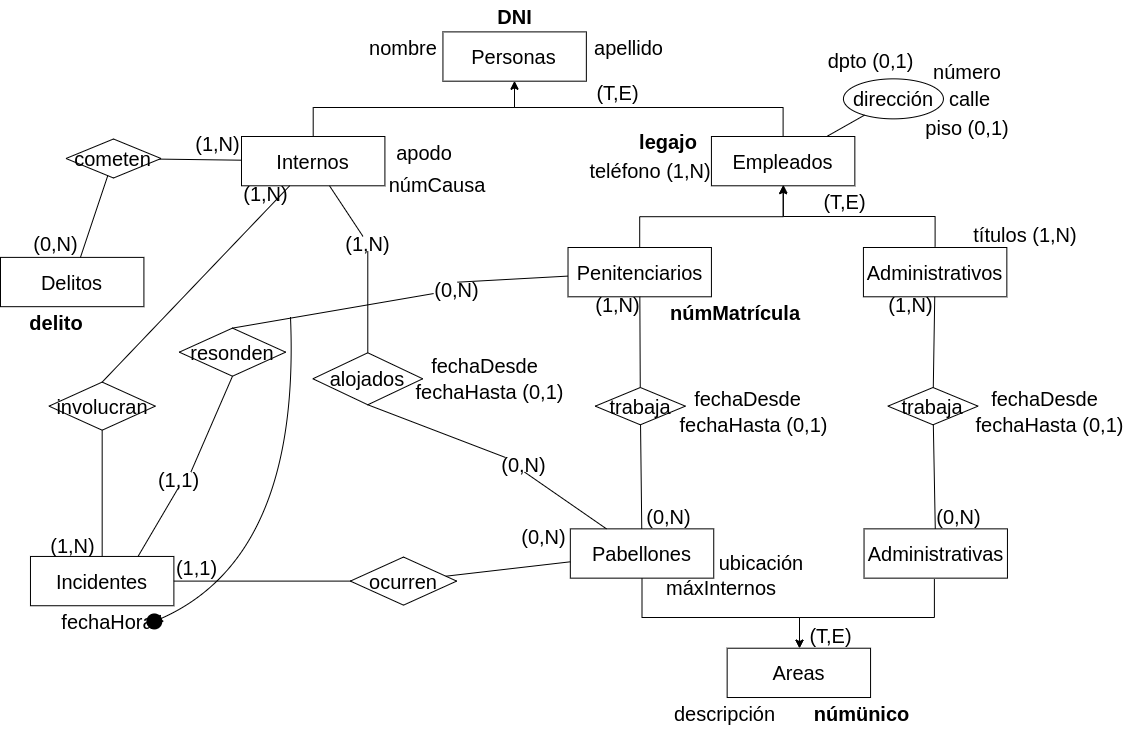 DNI
nombre
Personas
apellido
(T,E)
dpto (0,1)
número
dirección
calle
piso (0,1)
cometen
(1,N)
Internos
apodo
númCausa
legajo
teléfono (1,N)
Empleados
(1,N)
(T,E)
(0,N)
(1,N)
títulos (1,N)
Delitos
delito
Penitenciarios
Administrativos
(0,N)
(1,N)
númMatrícula
(1,N)
resonden
alojados
fechaDesde
fechaHasta (0,1)
involucran
trabaja
fechaDesde
fechaHasta (0,1)
trabaja
fechaDesde
fechaHasta (0,1)
(1,1)
(0,N)
(1,N)
(0,N)
(0,N)
(0,N)
Incidentes
(1,1)
ocurren
Pabellones
ubicación
máxInternos
Administrativas
fechaHora
(T,E)
Areas
descripción
númünico